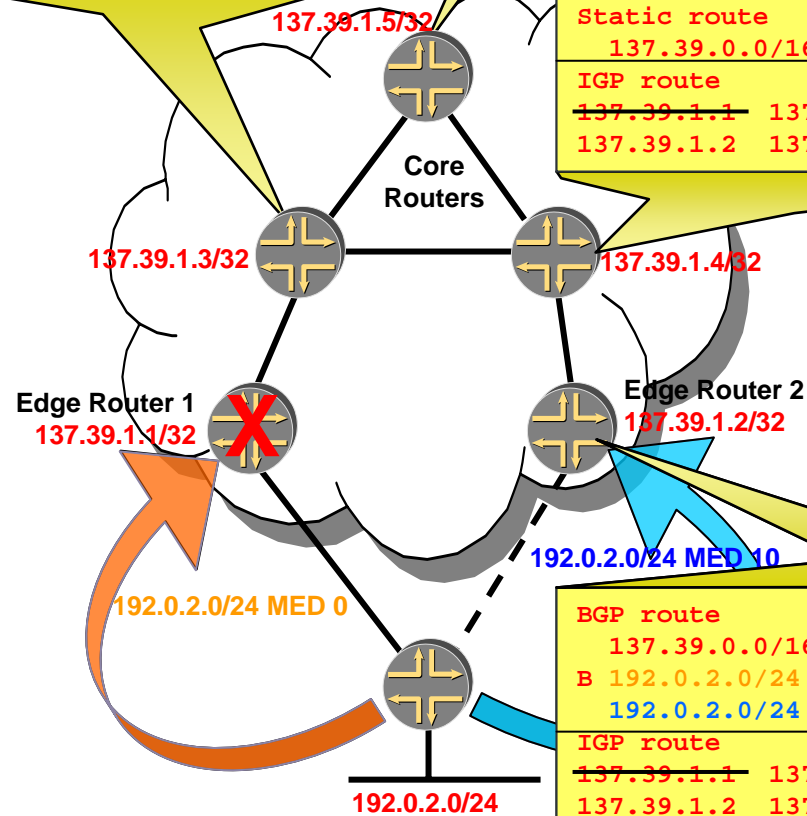 137.39.1.5/32
Static route
137.39.0.0/16
IGP route
137.39.1.1 137
137.39.1.2 137
Core
Routers
137.39.1.3/32
137.39.1.4/32
Edge Router 1
137.39.1.1/32
X
Edge Router 2
137.39.1.2/32
192.0.2.0/24 MED 10
192.0.2.0/24 MED 0
BGP route
137.39.0.0/16
B 192.0.2.0/24
192.0.2.0/24
IGP route
137.39.1.1 137
137.39.1.2 137
192.0.2.0/24